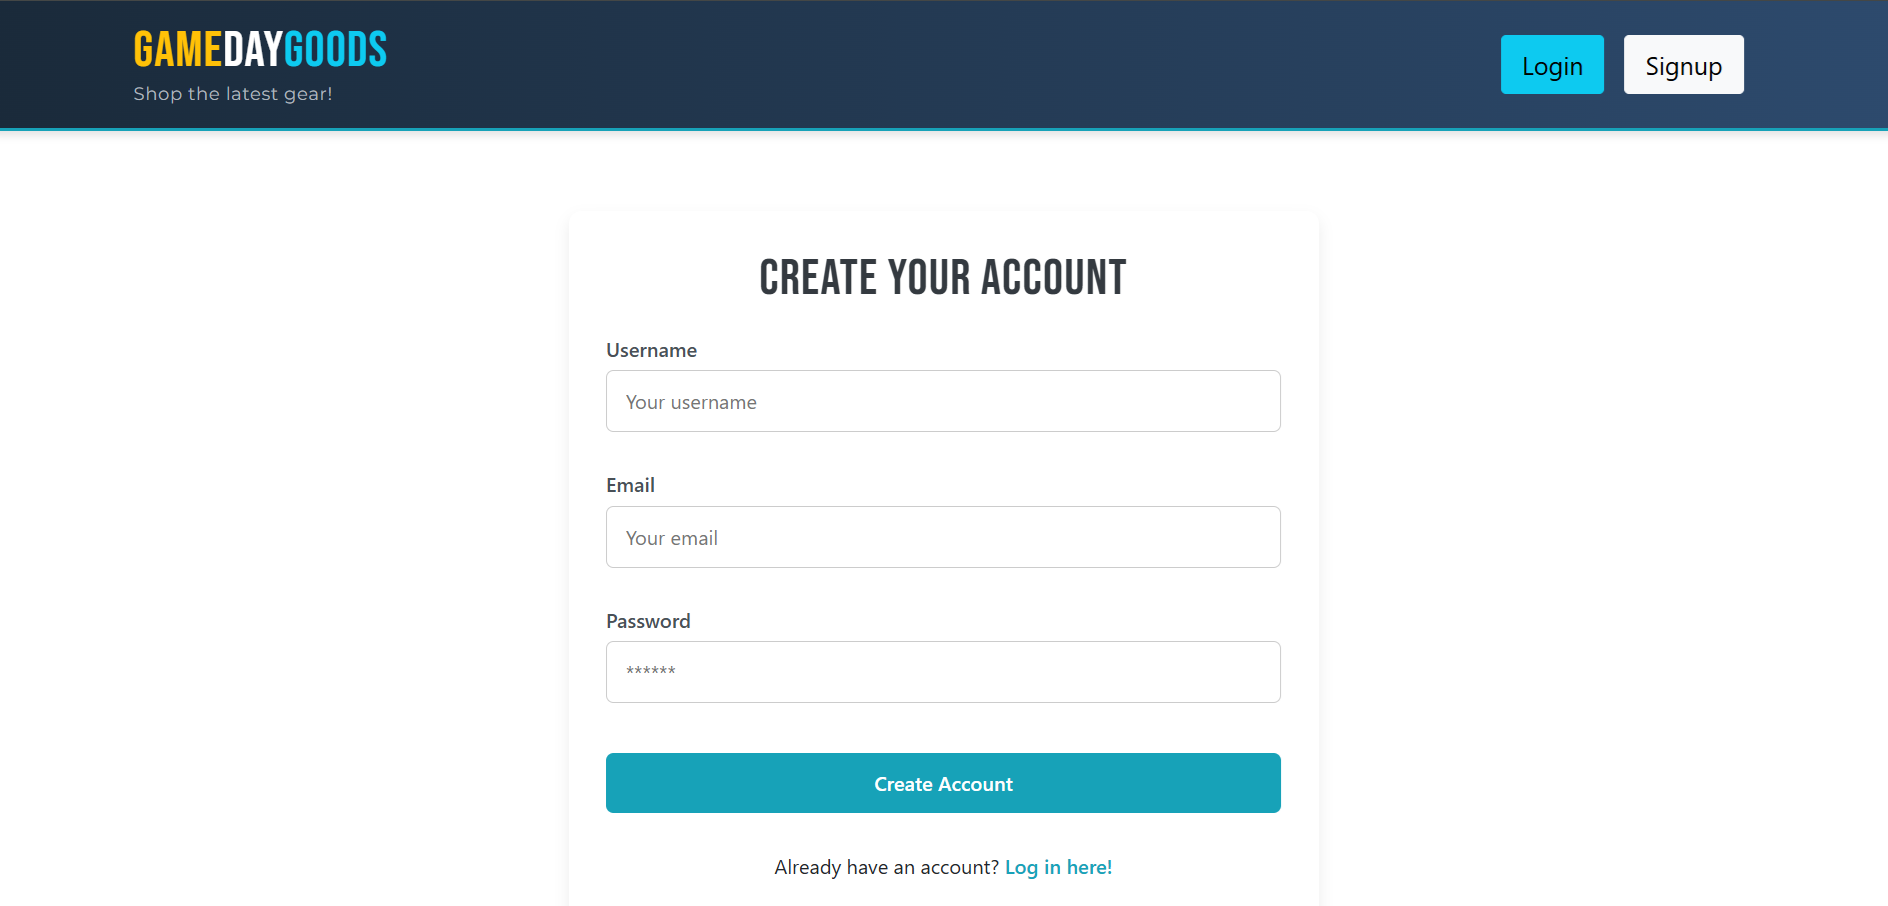 GAMEDAYGOODS
Shop the latest gear!
Login
Signup
CREATE YOUR ACCOUNT
Username
Your username
Email
Your email
Password
******
Create Account
Already have an account? Log in here!